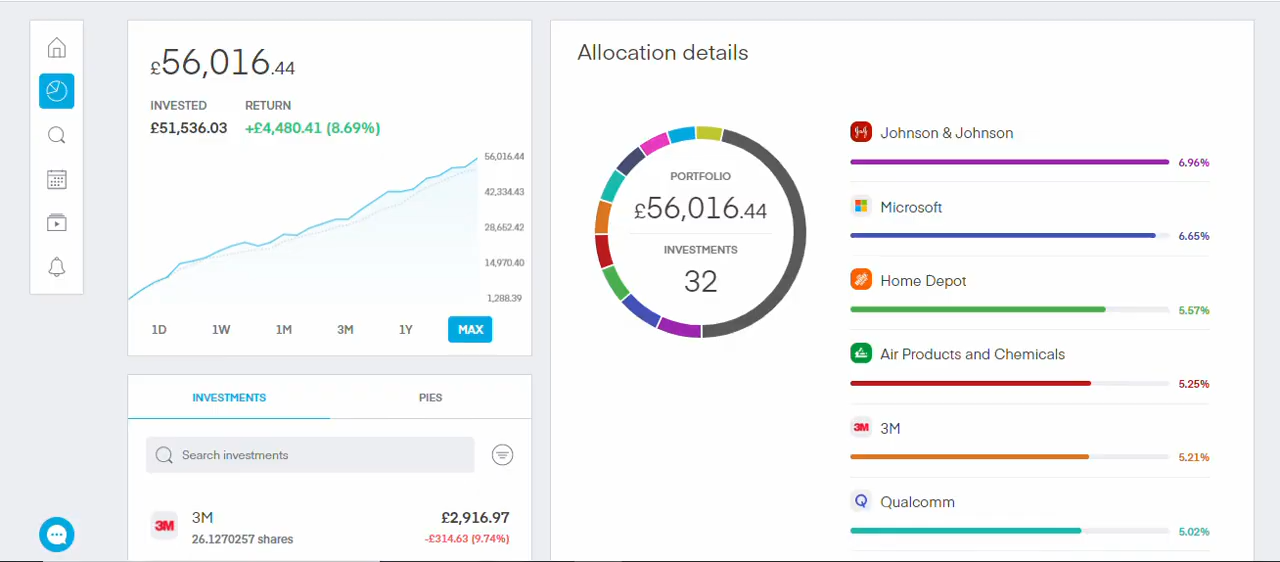 £56,016.44
INVESTED RETURN
£51,536.03 +£4,480.41 (8.69%)
56,016.44
42,334.43
28,652.42
14,970.40
1,288.39
1D 1W 1M 3M 1Y MAX
INVESTMENTS PIES
Search investments
3M
3M £2,916.97
26.1270257 shares -£314.63 (9.74%)
Allocation details
PORTFOLIO
£56,016.44
INVESTMENTS
32
Johnson & Johnson
6.96%
Microsoft
6.65%
Home Depot
5.57%
Air Products and Chemicals
5.25%
3M 3M
5.21%
Qualcomm
5.02%